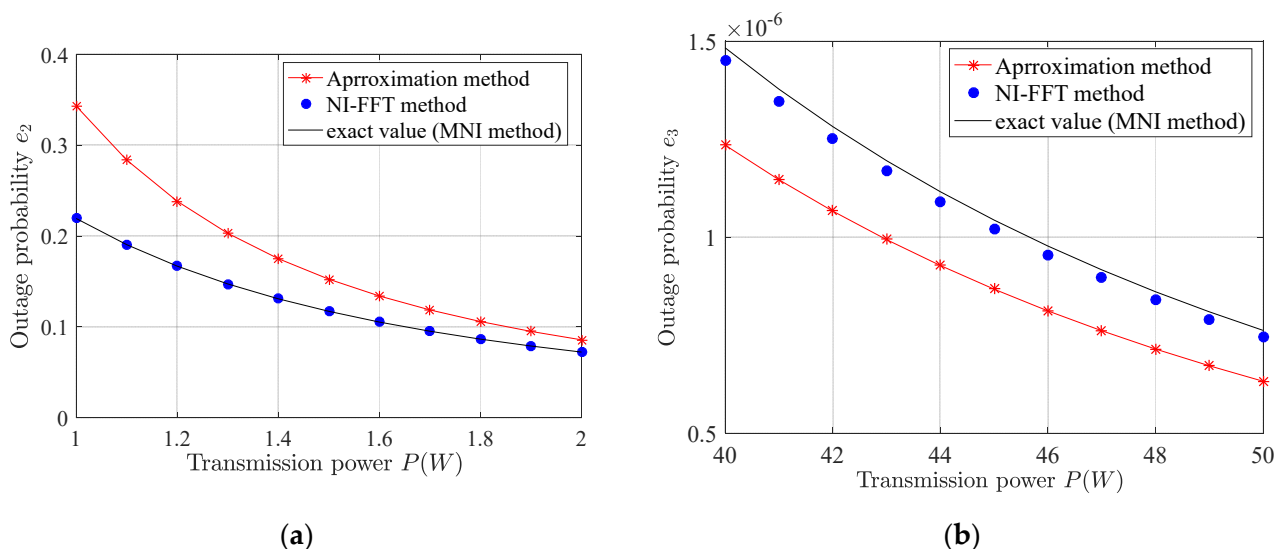 0.4
0.3
0.2
0.1
0
Outage probability e2
Aprroximation method
NI-FFT method
exact value (MNI method)
1 1.2 1.4 1.6 1.8 2
Transmission power P(W)
(a)
×10-6
1.5
1
0.5
Outage probability e3
Aprroximation method
NI-FFT method
exact value (MNI method)
40 42 44 46 48 50
Transmission power P(W)
(b)